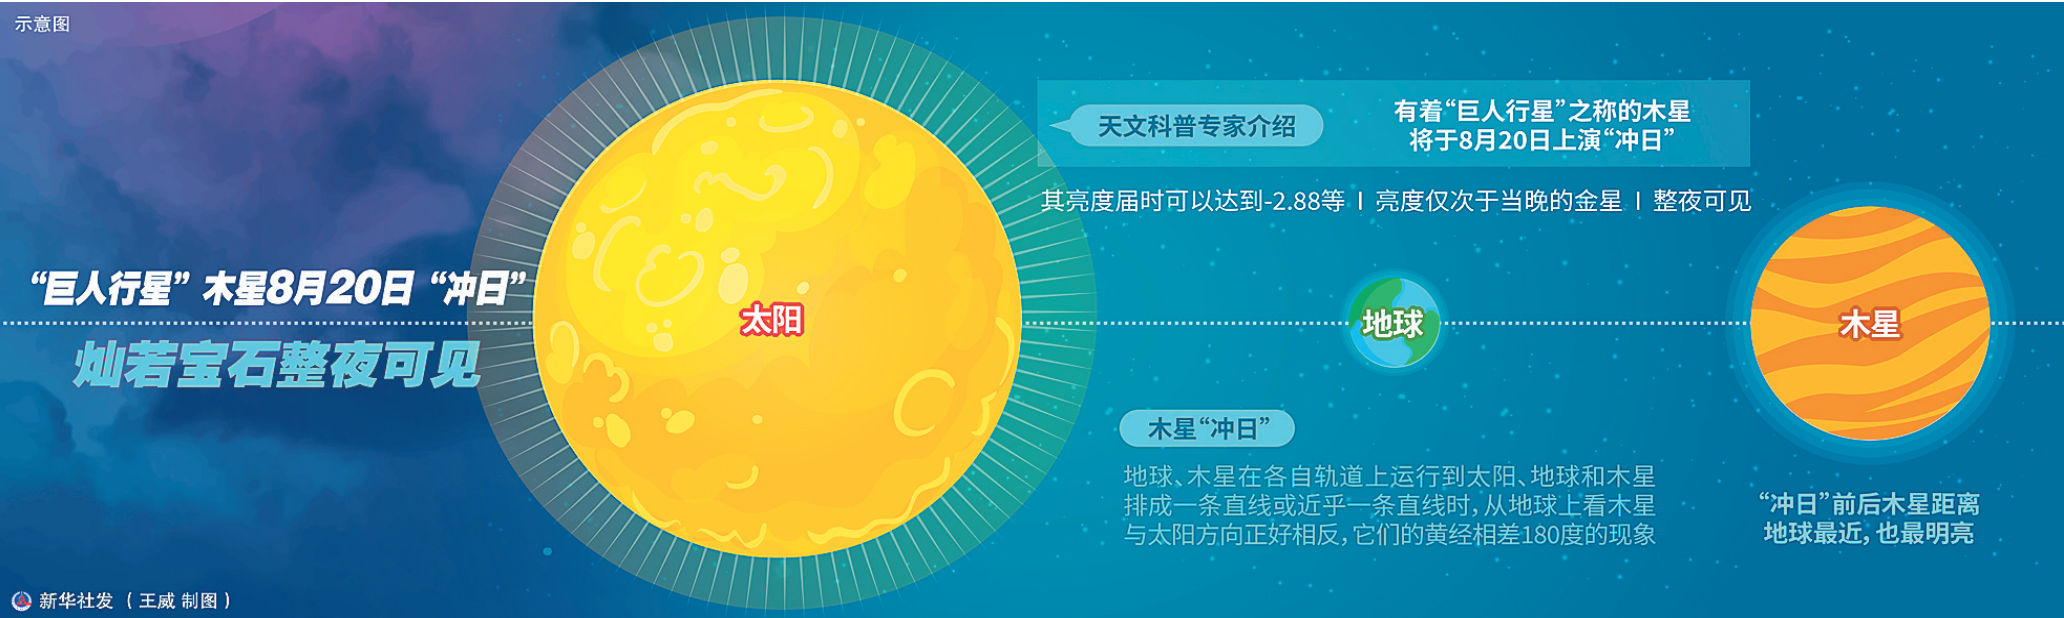 示意图
“巨人行星”木星8月20日“冲日”
灿若宝石整夜可见
太阳
天文科普专家介绍
有着“巨人行星”之称的木星
将于8月20日上演“冲日”
其亮度届时可以达到-2.88等 | 亮度仅次于当晚的金星 | 整夜可见
地球
木星
木星“冲日”
地球、木星在各自轨道上运行到太阳、地球和木星
排成一条直线或近乎一条直线时，从地球上看木星
与太阳方向正好相反，它们的黄经相差180度的现象
“冲日”前后木星距离
地球最近，也最明亮
新华社发（王威 制图）